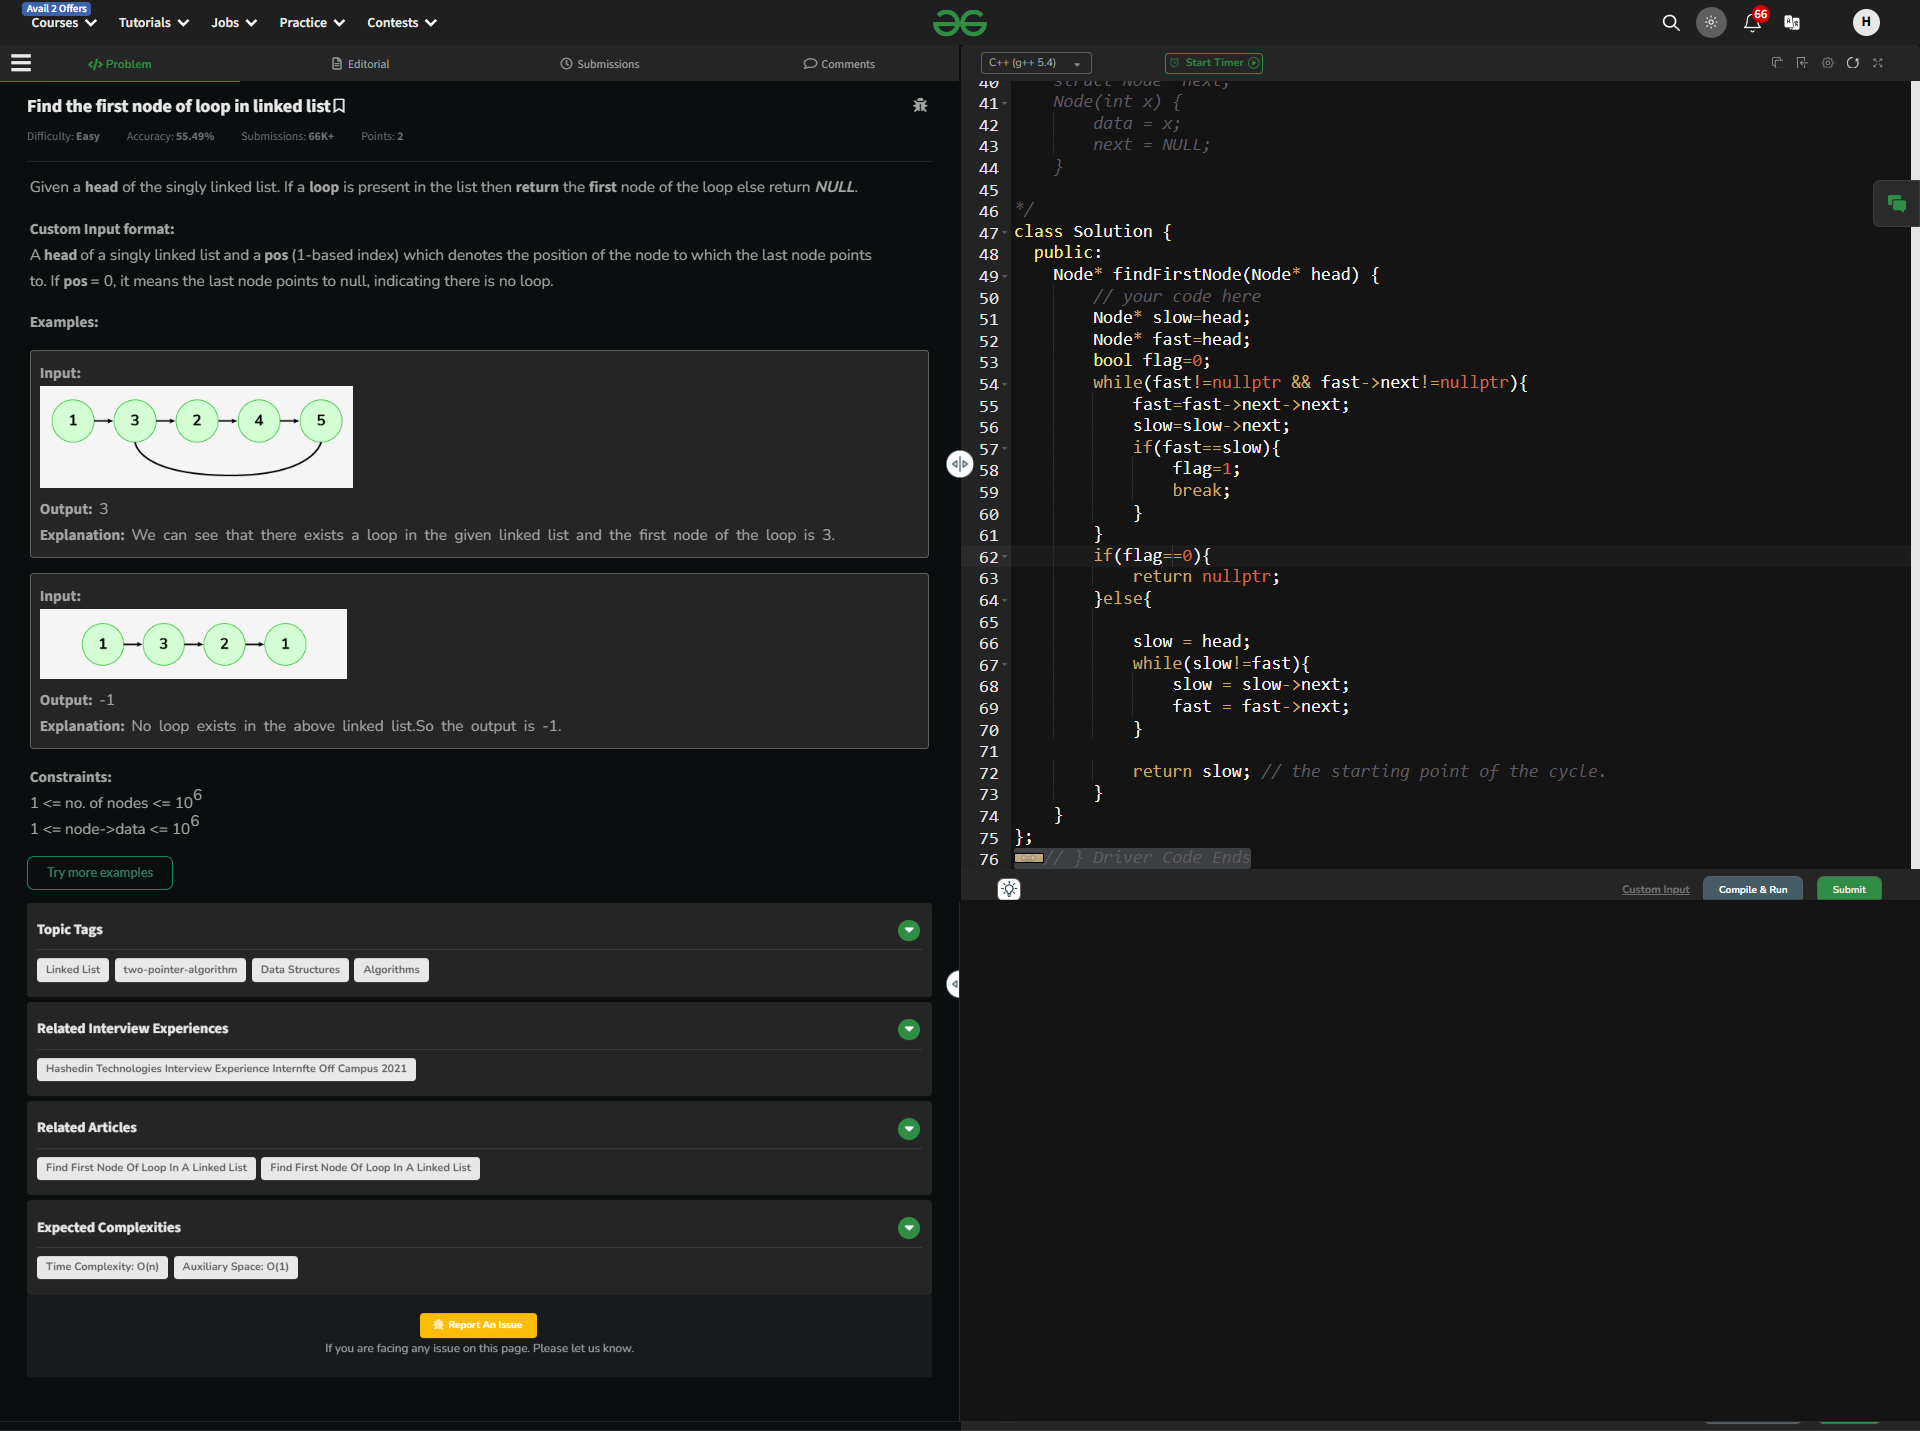 Avail 2 Offers
Courses Tutorials Jobs Practice Contests
66
H
</> Problem Editorial Submissions Comments
Find the first node of loop in linked list
Difficulty: Easy Accuracy: 55.49% Submissions: 66K+ Points: 2
Given a head of the singly linked list. If a loop is present in the list then return the first node of the loop else return NULL.
Custom Input format:
A head of a singly linked list and a pos (1-based index) which denotes the position of the node to which the last node points
to. If pos = 0, it means the last node points to null, indicating there is no loop.
Examples:
Input:
1 3 2 4 5
Output: 3
Explanation: We can see that there exists a loop in the given linked list and the first node of the loop is 3.
Input:
1 3 2 1
Output: -1
Explanation: No loop exists in the above linked list.So the output is -1.
Constraints:
1 <= no. of nodes <= 10^6
1 <= node->data <= 10^6
Try more examples
Topic Tags
Linked List two-pointer-algorithm Data Structures Algorithms
Related Interview Experiences
Hashedin Technologies Interview Experience Internfte Off Campus 2021
Related Articles
Find First Node Of Loop In A Linked List Find First Node Of Loop In A Linked List
Expected Complexities
Time Complexity: O(n) Auxiliary Space: O(1)
Report An Issue
If you are facing any issue on this page. Please let us know.
C++ (g++ 5.4) Start Timer
40 struct Node* next;
41 Node(int x) {
42 data = x;
43 next = NULL;
44 }
45
46 */
47 class Solution {
48 public:
49 Node* findFirstNode(Node* head) {
50 // your code here
51 Node* slow=head;
52 Node* fast=head;
53 bool flag=0;
54 while(fast!=nullptr && fast->next!=nullptr){
55 fast=fast->next->next;
56 slow=slow->next;
57 if(fast==slow){
58 flag=1;
59 break;
60 }
61 }
62 if(flag==0){
63 return nullptr;
64 }else{
65
66 slow = head;
67 while(slow!=fast){
68 slow = slow->next;
69 fast = fast->next;
70 }
71
72 return slow; // the starting point of the cycle.
73 }
74 }
75 };
76 // } Driver Code Ends
Custom Input Compile & Run Submit